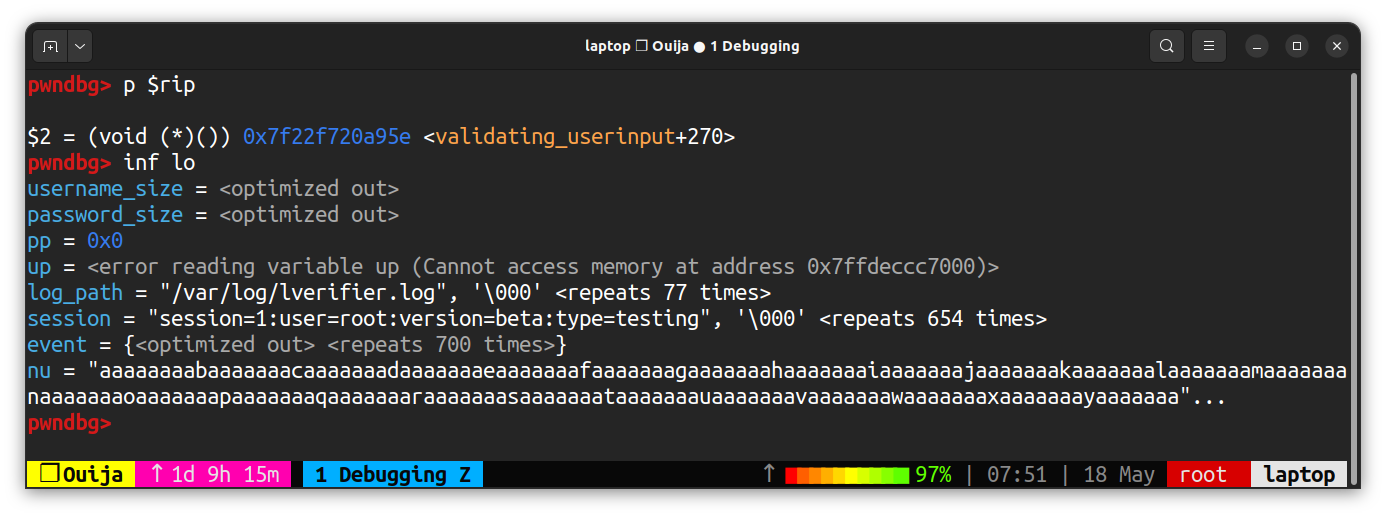 laptop ❐ Ouija ● 1 Debugging
pwndbg> p $rip
$2 = (void (*)()) 0x7f22f720a95e <validating_userinput+270>
pwndbg> inf lo
username_size = <optimized out>
password_size = <optimized out>
pp = 0x0
up = <error reading variable up (Cannot access memory at address 0x7ffdeccc7000)>
log_path = "/var/log/lverifier.log", '\000' <repeats 77 times>
session = "session=1:user=root:version=beta:type=testing", '\000' <repeats 654 times>
event = {<optimized out> <repeats 700 times>}
nu = "aaaaaaaabaaaaaaacaaaaaaadaaaaaaaeaaaaaaafaaaaaaagaaaaaaahaaaaaaaiaaaaaaajaaaaaaakaaaaaaalaaaaaaamaaaaaaa
naaaaaaaoaaaaaaapaaaaaaaqaaaaaaaraaaaaaasaaaaaaataaaaaaauaaaaaaavaaaaaaawaaaaaaaxaaaaaaayaaaaaaa"...
pwndbg>
❐ Ouija ↑ 1d 9h 15m 1 Debugging Z ↑ 97% | 07:51 | 18 May root laptop